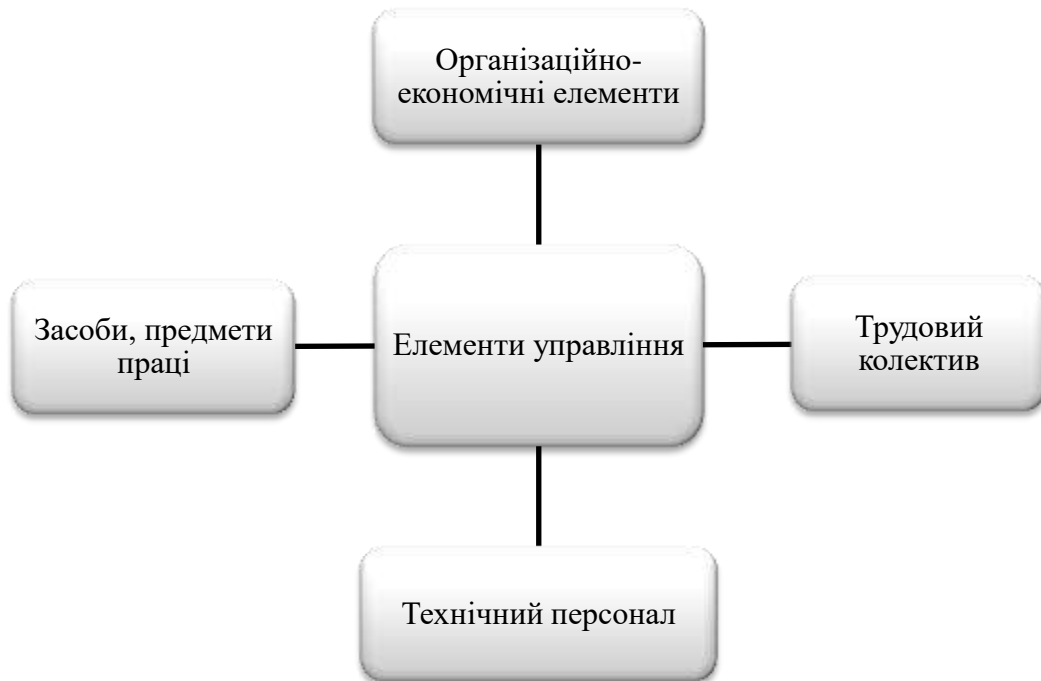 Організаційно-
економічні елементи
Засоби, предмети
праці
Елементи управління
Трудовий
колектив
Технічний персонал